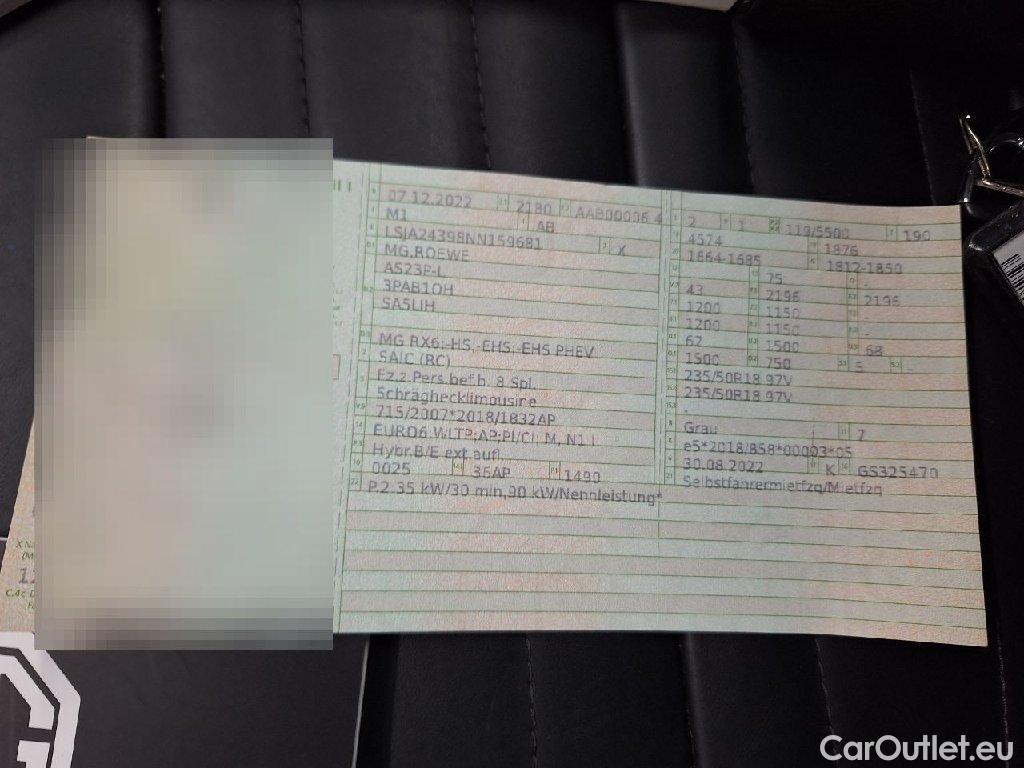 07.12.2022 2180 AAB00006 4
M1 AB
LSJA24398NN159681 X
MG.ROEWE
AS23P-L
3PAB1OH
SA5LIH
MG RX6;-HS,-EHS,-EHS PHEV
SAIC (RC)
Fz.z.Pers.bef.b. 8 Spl.
Schräghecklimousine
715/2007*2018/1832AP
EURO6;WLTP;AP;PI/CI; M, N1 I
Hybr.B/E ext.aufl.
0025 36AP 1490
P.2:35 kW/30 min,90 kW/Nennleistung*
2 1 119/5500 190
4574 1876
1664-1685 1812-1850
75 -
43 2196 2196
1200 1150 -
1200 1150 -
62 1500 68
1500 750 5 -
235/50R18 97V
235/50R18 97V
-
Grau 7
e5*2018/858*00003*05
30.08.2022 K GS325470
Selbstfahrermietfzg/Mietfzg
CarOutlet.eu